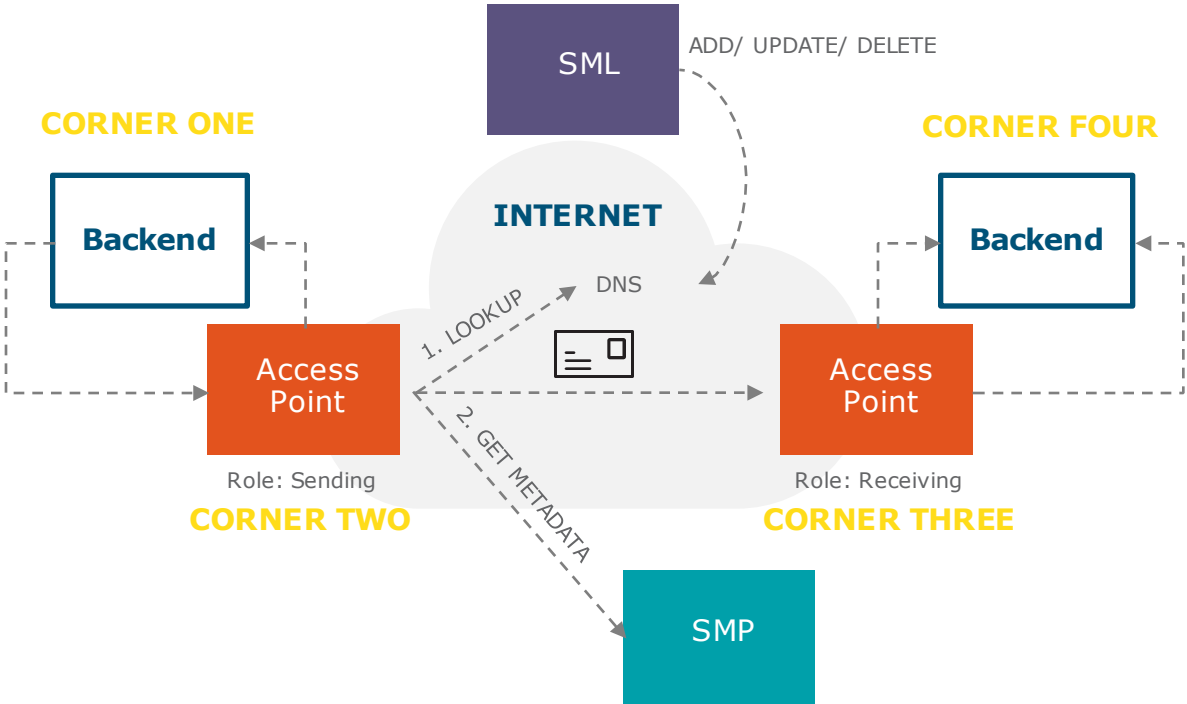 SML
ADD/ UPDATE/ DELETE
CORNER ONE
CORNER FOUR
INTERNET
Backend
Backend
DNS
1. LOOKUP
Access
Point
Access
Point
2. GET METADATA
Role: Sending
Role: Receiving
CORNER TWO
CORNER THREE
SMP